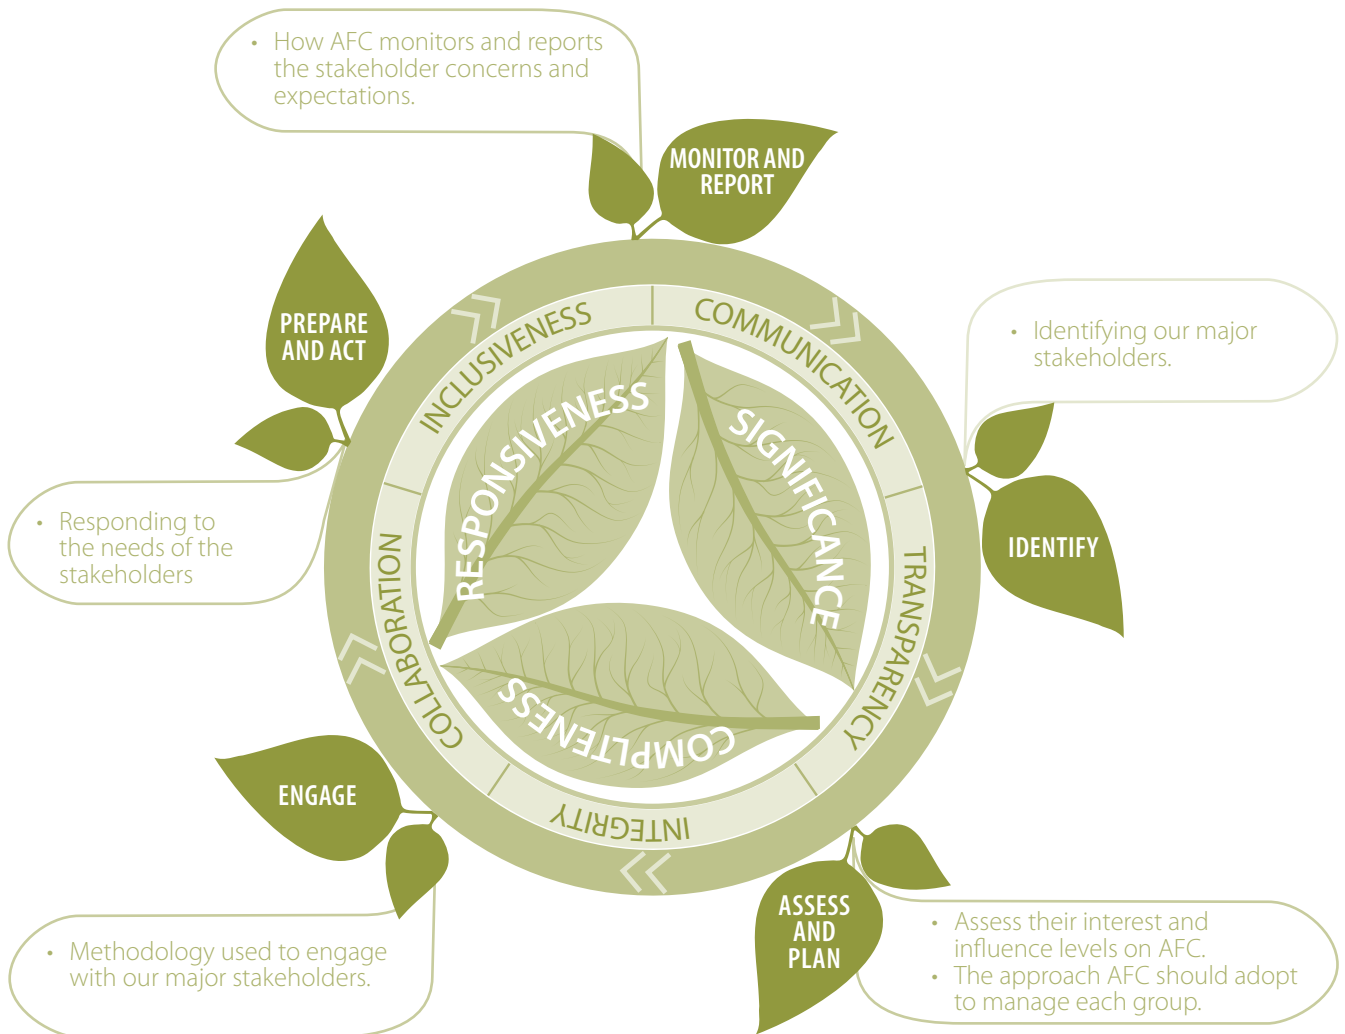 • How AFC monitors and reports
the stakeholder concerns and
expectations.
MONITOR AND
REPORT
PREPARE
AND ACT
• Identifying our major
stakeholders.
INCLUSIVENESS
COMMUNICATION
RESPONSIVENESS
SIGNIFICANCE
• Responding to
the needs of the
stakeholders
IDENTIFY
COLLABORATION
TRANSPARENCY
COMPLTENESS
ENGAGE
INTEGRITY
ASSESS
AND
PLAN
• Methodology used to engage
with our major stakeholders.
• Assess their interest and
influence levels on AFC.
• The approach AFC should adopt
to manage each group.